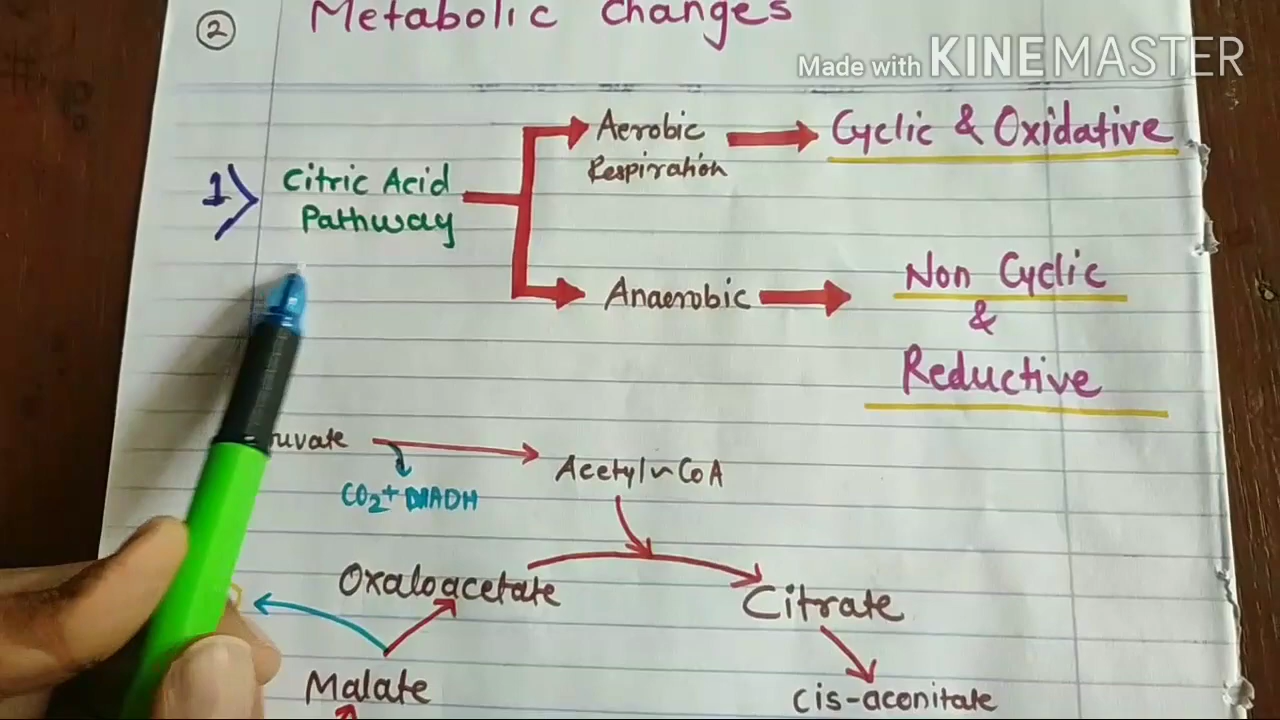 ② Metabolic Changes
Made with KINEMASTER
Aerobic Respiration
Cyclic & Oxidative
1) Citric Acid
Pathway
Anaerobic
Non Cyclic
&
Reductive
Acetyl~CoA
CO2 + NADH
Oxaloacetate
Citrate
Malate
cis-aconitate